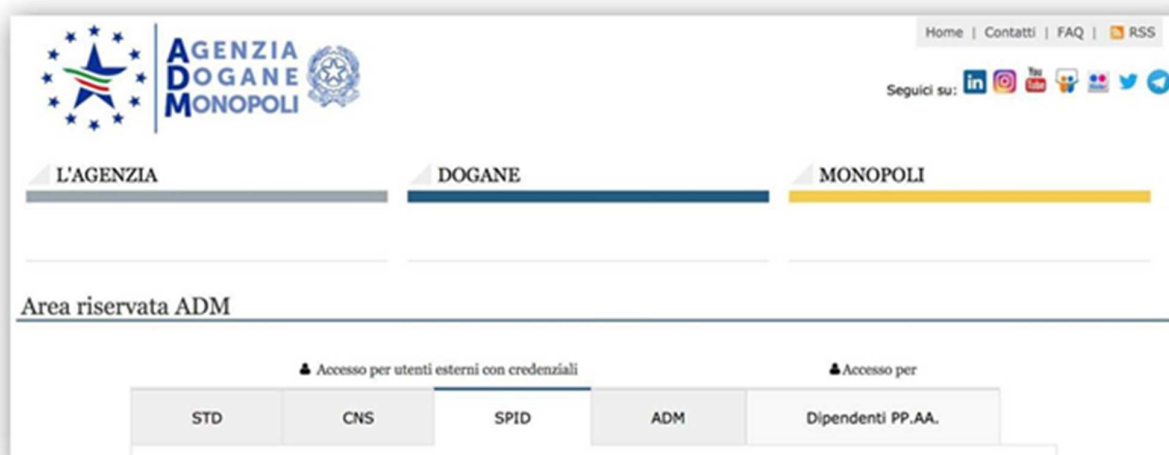 Home | Contatti | FAQ | RSS
AGENZIA
DOGANE
MONOPOLI
Seguici su:
L'AGENZIA
DOGANE
MONOPOLI
Area riservata ADM
Accesso per utenti esterni con credenziali
Accesso per
STD
CNS
SPID
ADM
Dipendenti PP.AA.